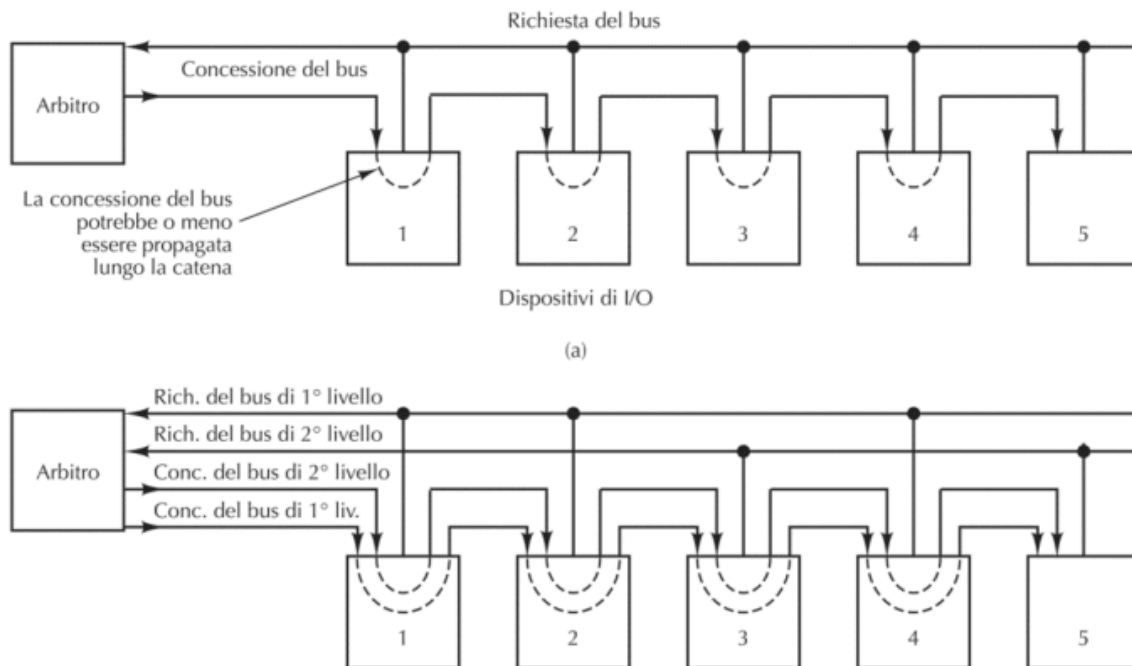 Richiesta del bus
Concessione del bus
Arbitro
La concessione del bus
potrebbe o meno
essere propagata
lungo la catena
1
2
3
4
5
Dispositivi di I/O
(a)
Rich. del bus di 1° livello
Rich. del bus di 2° livello
Arbitro
Conc. del bus di 2° livello
Conc. del bus di 1° liv.
1
2
3
4
5